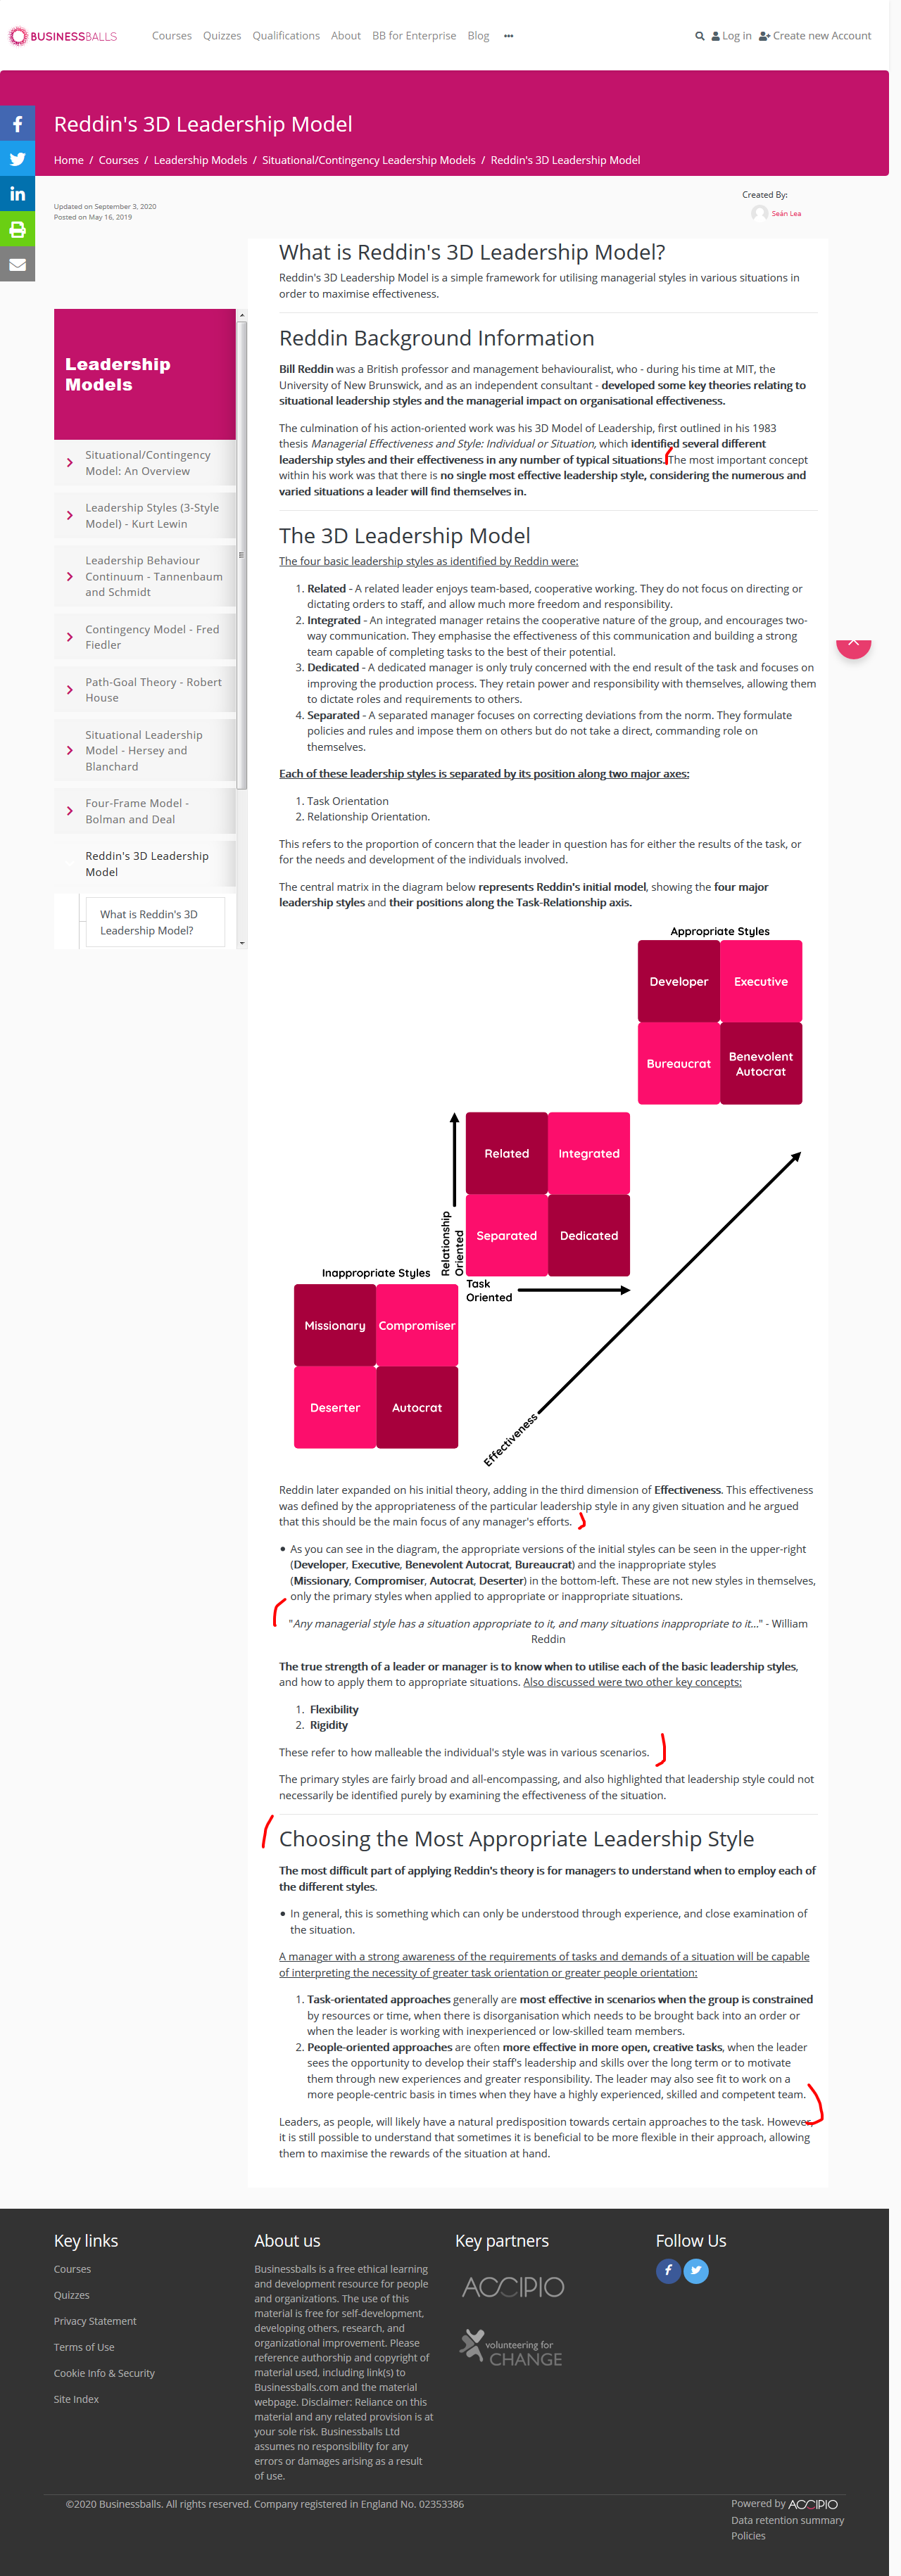 BUSINESSBALLS
Courses Quizzes Qualifications About BB for Enterprise Blog •••
Log in Create new Account
Reddin's 3D Leadership Model
Home / Courses / Leadership Models / Situational/Contingency Leadership Models / Reddin's 3D Leadership Model
Updated on September 3, 2020
Posted on May 16, 2019
Created By:
Seán Lea
Leadership
Models
Situational/Contingency
Model: An Overview
Leadership Styles (3-Style
Model) - Kurt Lewin
Leadership Behaviour
Continuum - Tannenbaum
and Schmidt
Contingency Model - Fred
Fiedler
Path-Goal Theory - Robert
House
Situational Leadership
Model - Hersey and
Blanchard
Four-Frame Model -
Bolman and Deal
Reddin's 3D Leadership
Model
What is Reddin's 3D
Leadership Model?
What is Reddin's 3D Leadership Model?
Reddin's 3D Leadership Model is a simple framework for utilising managerial styles in various situations in
order to maximise effectiveness.
Reddin Background Information
Bill Reddin was a British professor and management behaviouralist, who - during his time at MIT, the
University of New Brunswick, and as an independent consultant - developed some key theories relating to
situational leadership styles and the managerial impact on organisational effectiveness.
The culmination of his action-oriented work was his 3D Model of Leadership, first outlined in his 1983
thesis Managerial Effectiveness and Style: Individual or Situation, which identified several different
leadership styles and their effectiveness in any number of typical situations. The most important concept
within his work was that there is no single most effective leadership style, considering the numerous and
varied situations a leader will find themselves in.
The 3D Leadership Model
The four basic leadership styles as identified by Reddin were:
1. Related - A related leader enjoys team-based, cooperative working. They do not focus on directing or
dictating orders to staff, and allow much more freedom and responsibility.
2. Integrated - An integrated manager retains the cooperative nature of the group, and encourages two-
way communication. They emphasise the effectiveness of this communication and building a strong
team capable of completing tasks to the best of their potential.
3. Dedicated - A dedicated manager is only truly concerned with the end result of the task and focuses on
improving the production process. They retain power and responsibility with themselves, allowing them
to dictate roles and requirements to others.
4. Separated - A separated manager focuses on correcting deviations from the norm. They formulate
policies and rules and impose them on others but do not take a direct, commanding role on
themselves.
Each of these leadership styles is separated by its position along two major axes:
1. Task Orientation
2. Relationship Orientation.
This refers to the proportion of concern that the leader in question has for either the results of the task, or
for the needs and development of the individuals involved.
The central matrix in the diagram below represents Reddin's initial model, showing the four major
leadership styles and their positions along the Task-Relationship axis.
Appropriate Styles
Developer Executive
Bureaucrat Benevolent
Autocrat
Related Integrated
Separated Dedicated
Relationship
Oriented
Task
Oriented
Inappropriate Styles
Missionary Compromiser
Deserter Autocrat
Effectiveness
Reddin later expanded on his initial theory, adding in the third dimension of Effectiveness. This effectiveness
was defined by the appropriateness of the particular leadership style in any given situation and he argued
that this should be the main focus of any manager's efforts.
• As you can see in the diagram, the appropriate versions of the initial styles can be seen in the upper-right
(Developer, Executive, Benevolent Autocrat, Bureaucrat) and the inappropriate styles
(Missionary, Compromiser, Autocrat, Deserter) in the bottom-left. These are not new styles in themselves,
only the primary styles when applied to appropriate or inappropriate situations.
"Any managerial style has a situation appropriate to it, and many situations inappropriate to it..." - William
Reddin
The true strength of a leader or manager is to know when to utilise each of the basic leadership styles,
and how to apply them to appropriate situations. Also discussed were two other key concepts:
1. Flexibility
2. Rigidity
These refer to how malleable the individual's style was in various scenarios.
The primary styles are fairly broad and all-encompassing, and also highlighted that leadership style could not
necessarily be identified purely by examining the effectiveness of the situation.
Choosing the Most Appropriate Leadership Style
The most difficult part of applying Reddin's theory is for managers to understand when to employ each of
the different styles.
• In general, this is something which can only be understood through experience, and close examination of
the situation.
A manager with a strong awareness of the requirements of tasks and demands of a situation will be capable
of interpreting the necessity of greater task orientation or greater people orientation:
1. Task-orientated approaches generally are most effective in scenarios when the group is constrained
by resources or time, when there is disorganisation which needs to be brought back into an order or
when the leader is working with inexperienced or low-skilled team members.
2. People-oriented approaches are often more effective in more open, creative tasks, when the leader
sees the opportunity to develop their staff's leadership and skills over the long term or to motivate
them through new experiences and greater responsibility. The leader may also see fit to work on a
more people-centric basis in times when they have a highly experienced, skilled and competent team.
Leaders, as people, will likely have a natural predisposition towards certain approaches to the task. However,
it is still possible to understand that sometimes it is beneficial to be more flexible in their approach, allowing
them to maximise the rewards of the situation at hand.
Key links
Courses
Quizzes
Privacy Statement
Terms of Use
Cookie Info & Security
Site Index
About us
Businessballs is a free ethical learning
and development resource for people
and organizations. The use of this
material is free for self-development,
developing others, research, and
organizational improvement. Please
reference authorship and copyright of
material used, including link(s) to
Businessballs.com and the material
webpage. Disclaimer: Reliance on this
material and any related provision is at
your sole risk. Businessballs Ltd
assumes no responsibility for any
errors or damages arising as a result
of use.
Key partners
ACCIPIO
volunteering for
CHANGE
Follow Us
©2020 Businessballs. All rights reserved. Company registered in England No. 02353386
Powered by ACCIPIO
Data retention summary
Policies